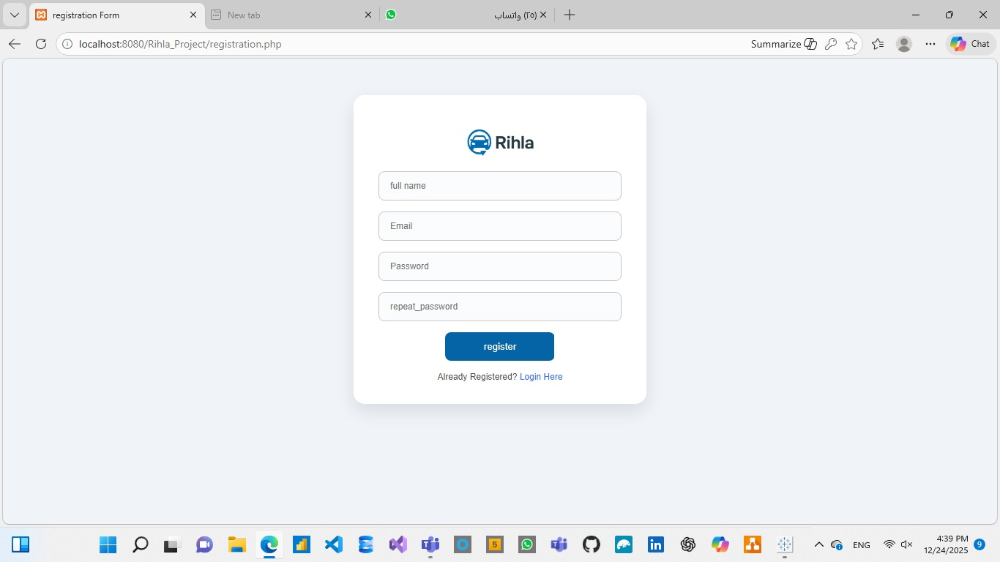 registration Form
New tab
(٣٥) واتساب
localhost:8080/Rihla_Project/registration.php
Summarize
Chat
Rihla
full name
Email
Password
repeat_password
register
Already Registered? Login Here
5
ENG
4:39 PM
12/24/2025
9